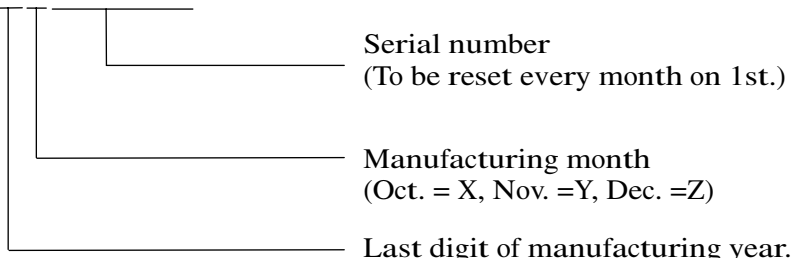 Serial number
(To be reset every month on 1st.)
Manufacturing month
(Oct. = X, Nov. =Y, Dec. =Z)
Last digit of manufacturing year.